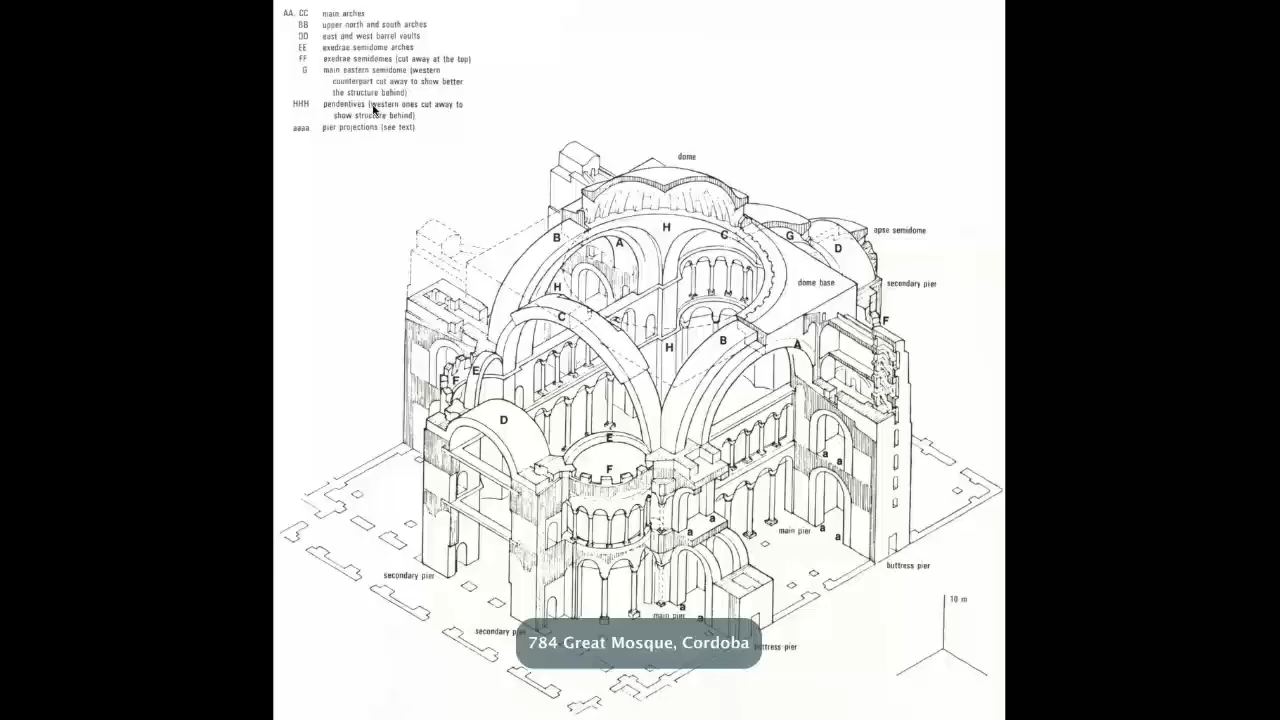 AA, CC main arches
BB upper north and south arches
DD east and west barrel vaults
EE exedrae semidome arches
FF exedrae semidomes (cut away at the top)
G main eastern semidome (western
counterpart cut away to show better
the structure behind)
HHH pendentives (western ones cut away to
show structure behind)
aaaa pier projections (see text)
dome
B
A
H
C
G
D
apse semidome
H
dome base
secondary pier
C
F
H
B
A
E
F
D
E
F
a
a
a
a
main pier
a
a
buttress pier
secondary pier
10 m
a
main pier
a
secondary
784 Great Mosque, Cordoba
buttress pier